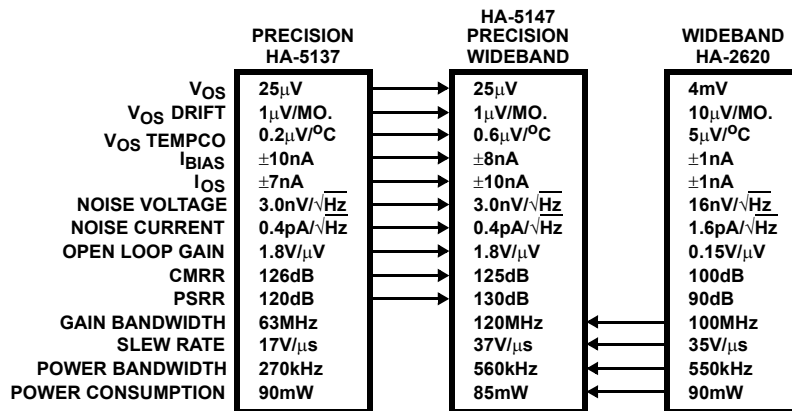 HA-5147
PRECISION PRECISION WIDEBAND
HA-5137 WIDEBAND HA-2620
VOS 25μV 25μV 4mV
VOS DRIFT 1μV/MO. 1μV/MO. 10μV/MO.
VOS TEMPCO 0.2μV/°C 0.6μV/°C 5μV/°C
IBIAS ±10nA ±8nA ±1nA
IOS ±7nA ±10nA ±1nA
NOISE VOLTAGE 3.0nV/√Hz 3.0nV/√Hz 16nV/√Hz
NOISE CURRENT 0.4pA/√Hz 0.4pA/√Hz 1.6pA/√Hz
OPEN LOOP GAIN 1.8V/μV 1.8V/μV 0.15V/μV
CMRR 126dB 125dB 100dB
PSRR 120dB 130dB 90dB
GAIN BANDWIDTH 63MHz 120MHz 100MHz
SLEW RATE 17V/μs 37V/μs 35V/μs
POWER BANDWIDTH 270kHz 560kHz 550kHz
POWER CONSUMPTION 90mW 85mW 90mW